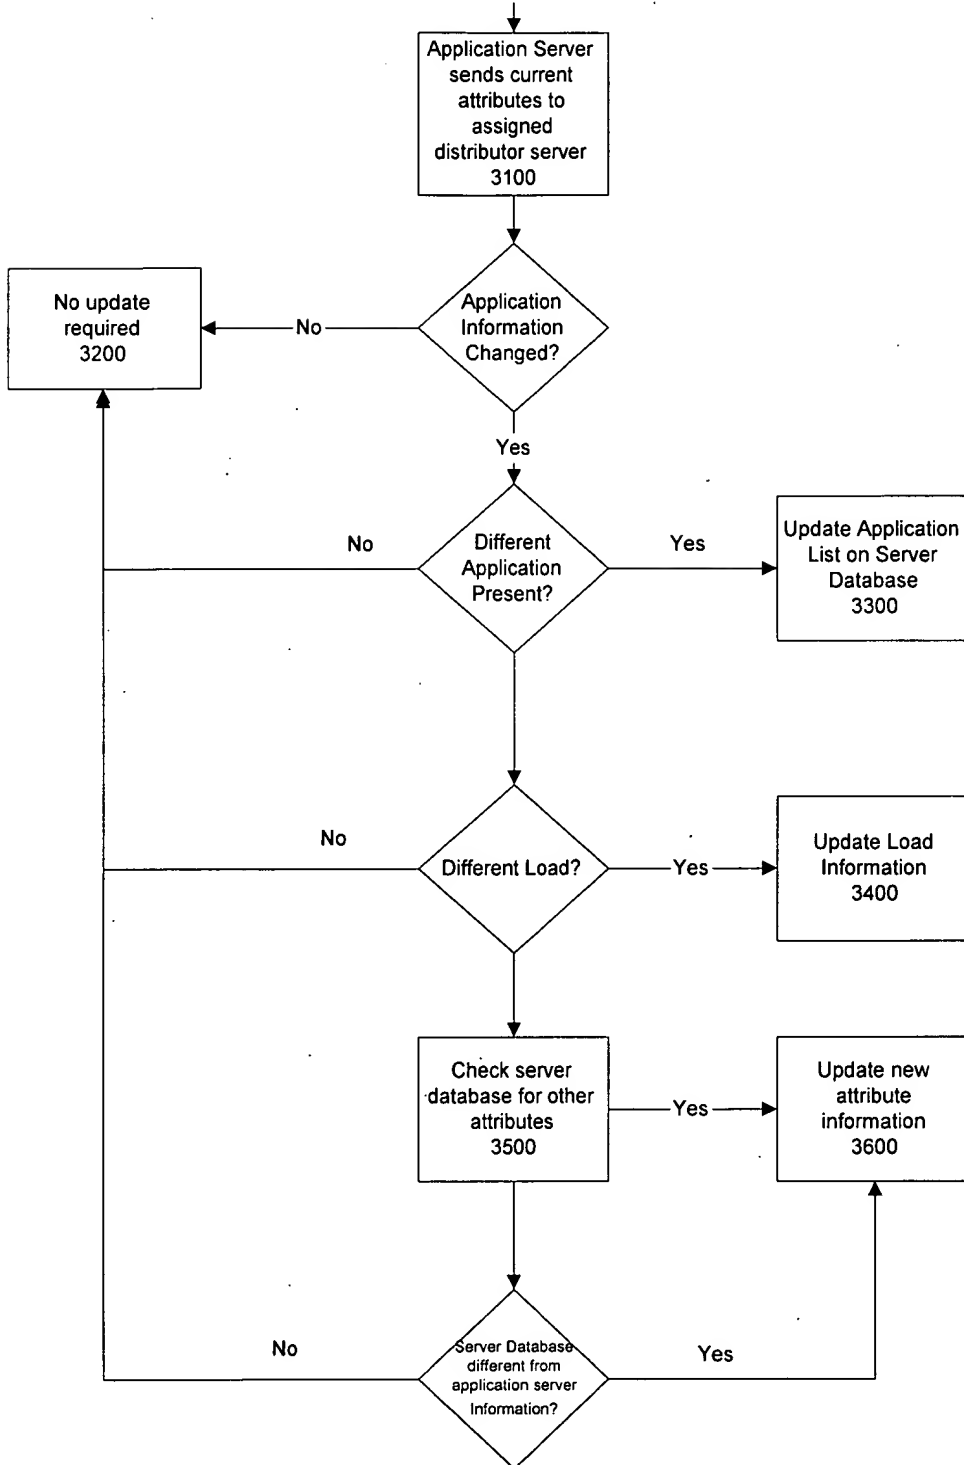 Application Server
sends current
attributes to
assigned
distributor server
3100
Application
Information
Changed?
No
No update
required
3200
Yes
Different
Application
Present?
No
Yes
Update Application
List on Server
Database
3300
Different Load?
No
Yes
Update Load
Information
3400
Check server
database for other
attributes
3500
Yes
Update new
attribute
information
3600
Server Database
different from
application server
Information?
No
Yes